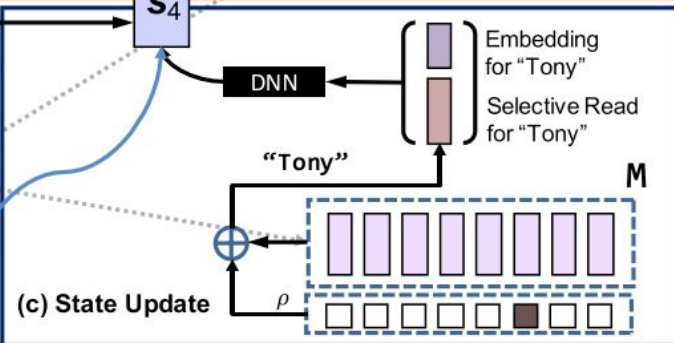 S4
Embedding
for “Tony”
DNN
Selective Read
for “Tony”
“Tony”
M
(c) State Update
ρ